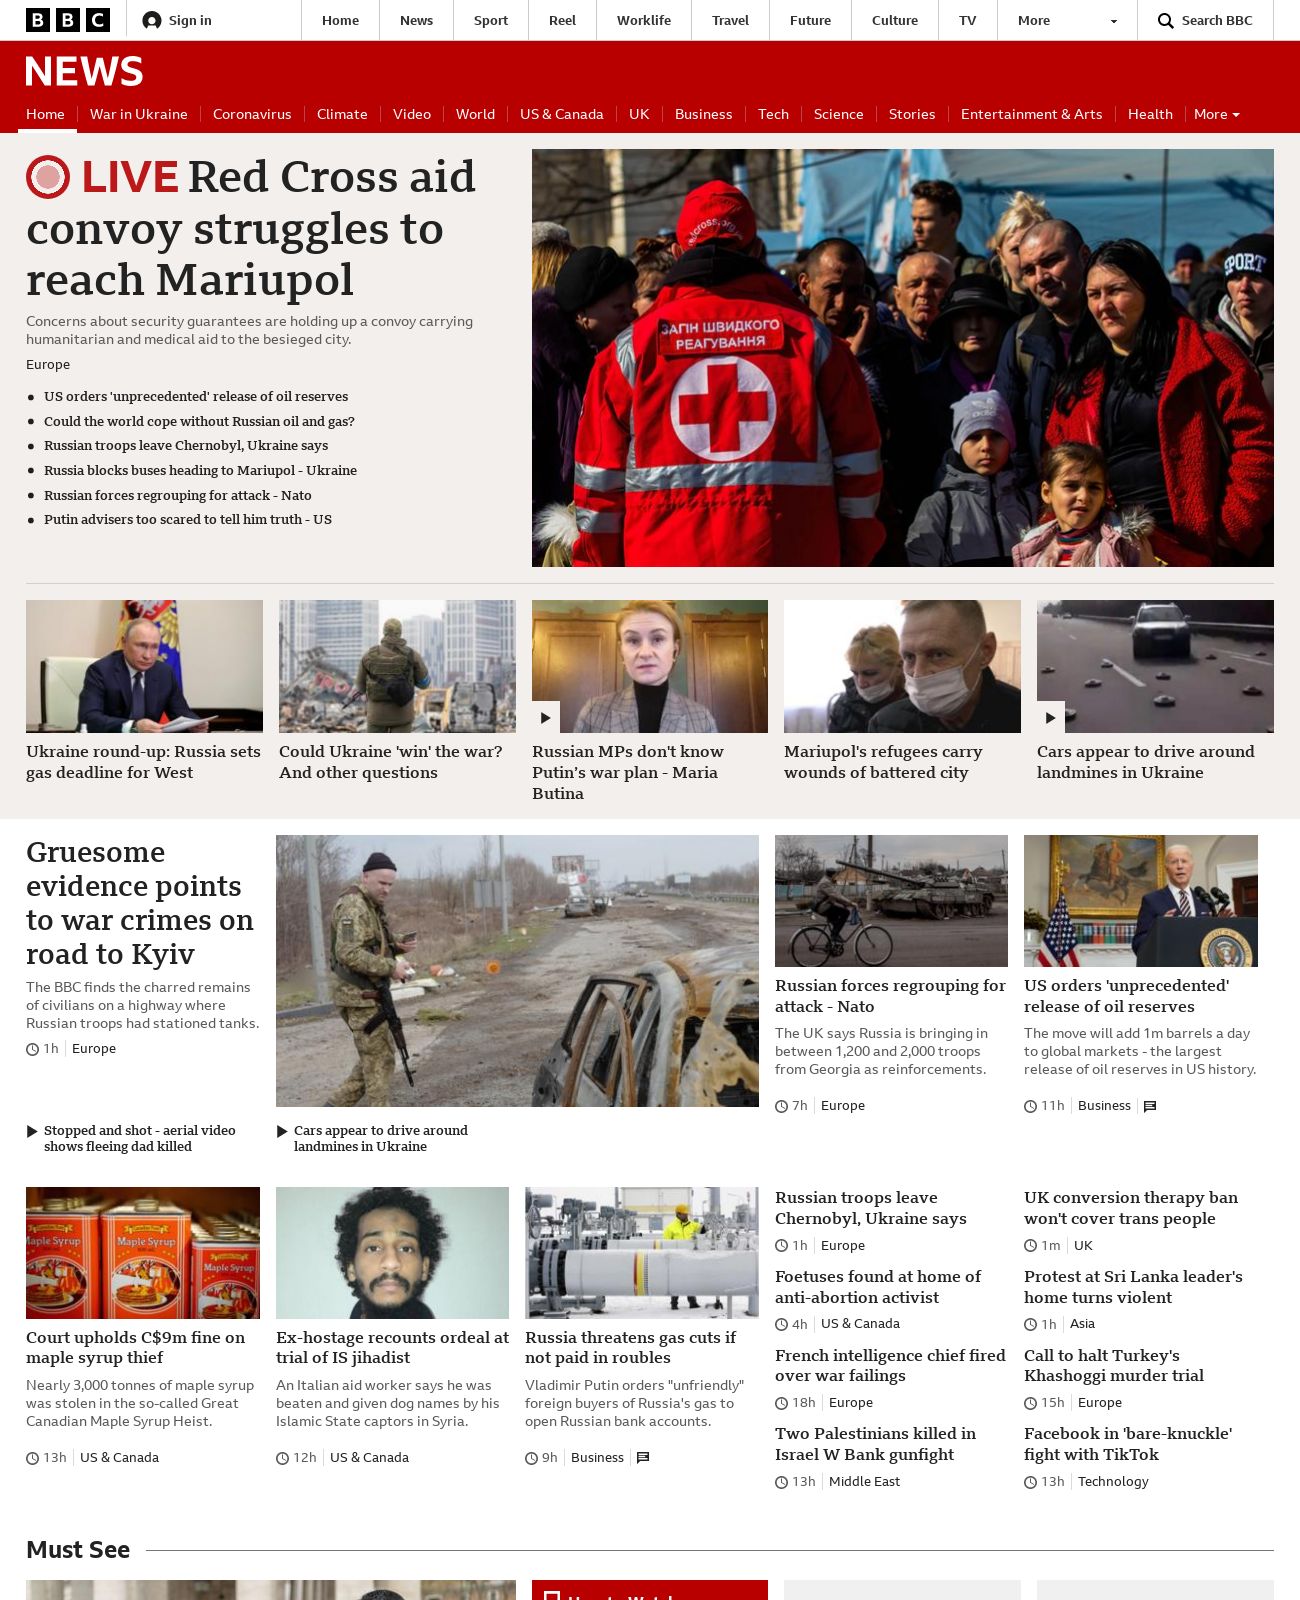 BBC Sign in Home News Sport Reel Worklife Travel Future Culture TV More Search BBC
NEWS
Home War in Ukraine Coronavirus Climate Video World US & Canada UK Business Tech Science Stories Entertainment & Arts Health More
LIVE Red Cross aid
convoy struggles to
reach Mariupol
Concerns about security guarantees are holding up a convoy carrying
humanitarian and medical aid to the besieged city.
Europe
US orders 'unprecedented' release of oil reserves
Could the world cope without Russian oil and gas?
Russian troops leave Chernobyl, Ukraine says
Russia blocks buses heading to Mariupol - Ukraine
Russian forces regrouping for attack - Nato
Putin advisers too scared to tell him truth - US
ЗАГІН ШВИДКОГО
РЕАГУВАННЯ
Ukraine round-up: Russia sets
gas deadline for West
Could Ukraine 'win' the war?
And other questions
Russian MPs don't know
Putin’s war plan - Maria
Butina
Mariupol's refugees carry
wounds of battered city
Cars appear to drive around
landmines in Ukraine
Gruesome
evidence points
to war crimes on
road to Kyiv
The BBC finds the charred remains
of civilians on a highway where
Russian troops had stationed tanks.
1h Europe
Stopped and shot - aerial video
shows fleeing dad killed
Cars appear to drive around
landmines in Ukraine
Russian forces regrouping for
attack - Nato
The UK says Russia is bringing in
between 1,200 and 2,000 troops
from Georgia as reinforcements.
7h Europe
US orders 'unprecedented'
release of oil reserves
The move will add 1m barrels a day
to global markets - the largest
release of oil reserves in US history.
11h Business
Maple Syrup
Maple Syrup
Maple Syrup
Court upholds C$9m fine on
maple syrup thief
Nearly 3,000 tonnes of maple syrup
was stolen in the so-called Great
Canadian Maple Syrup Heist.
13h US & Canada
Ex-hostage recounts ordeal at
trial of IS jihadist
An Italian aid worker says he was
beaten and given dog names by his
Islamic State captors in Syria.
12h US & Canada
Russia threatens gas cuts if
not paid in roubles
Vladimir Putin orders "unfriendly"
foreign buyers of Russia's gas to
open Russian bank accounts.
9h Business
Russian troops leave
Chernobyl, Ukraine says
1h Europe
Foetuses found at home of
anti-abortion activist
4h US & Canada
French intelligence chief fired
over war failings
18h Europe
Two Palestinians killed in
Israel W Bank gunfight
13h Middle East
UK conversion therapy ban
won't cover trans people
1m UK
Protest at Sri Lanka leader's
home turns violent
1h Asia
Call to halt Turkey's
Khashoggi murder trial
15h Europe
Facebook in 'bare-knuckle'
fight with TikTok
13h Technology
Must See